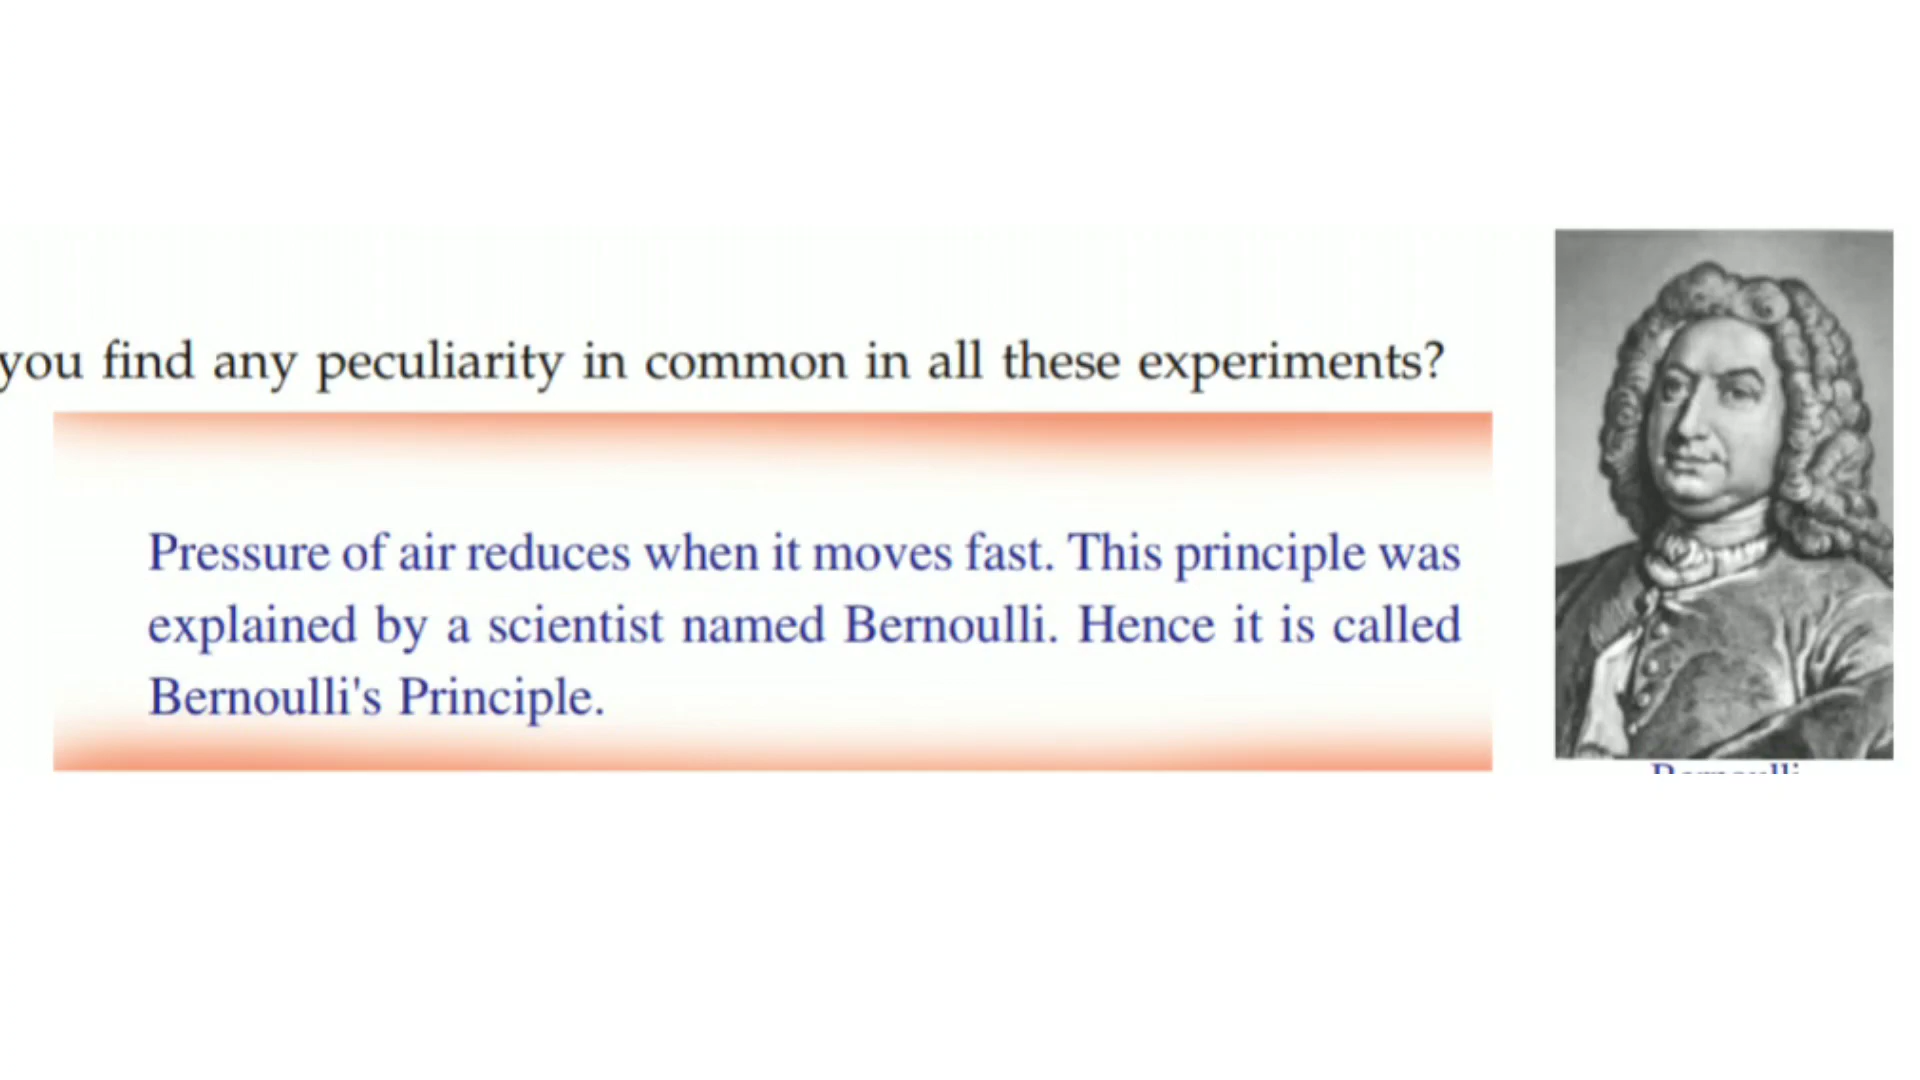 you find any peculiarity in common in all these experiments?
Pressure of air reduces when it moves fast. This principle was
explained by a scientist named Bernoulli. Hence it is called
Bernoulli's Principle.
Bernoulli